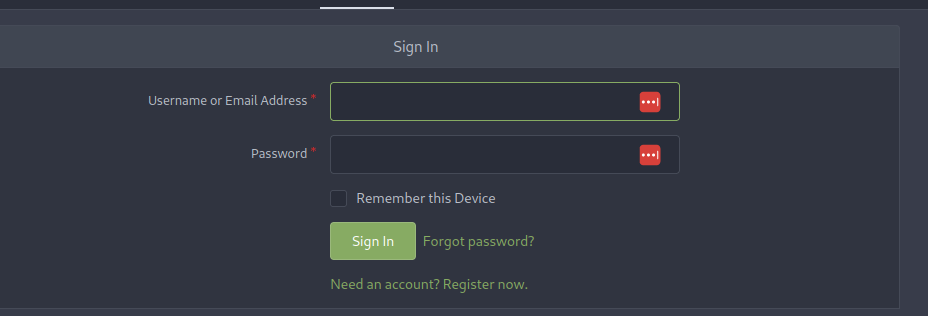 Sign In
Username or Email Address *
Password *
Remember this Device
Sign In Forgot password?
Need an account? Register now.